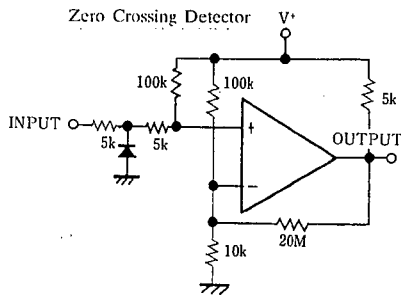 Zero Crossing Detector
V+
100k
100k
5k
INPUT
5k
5k
+
OUTPUT
−
20M
10k